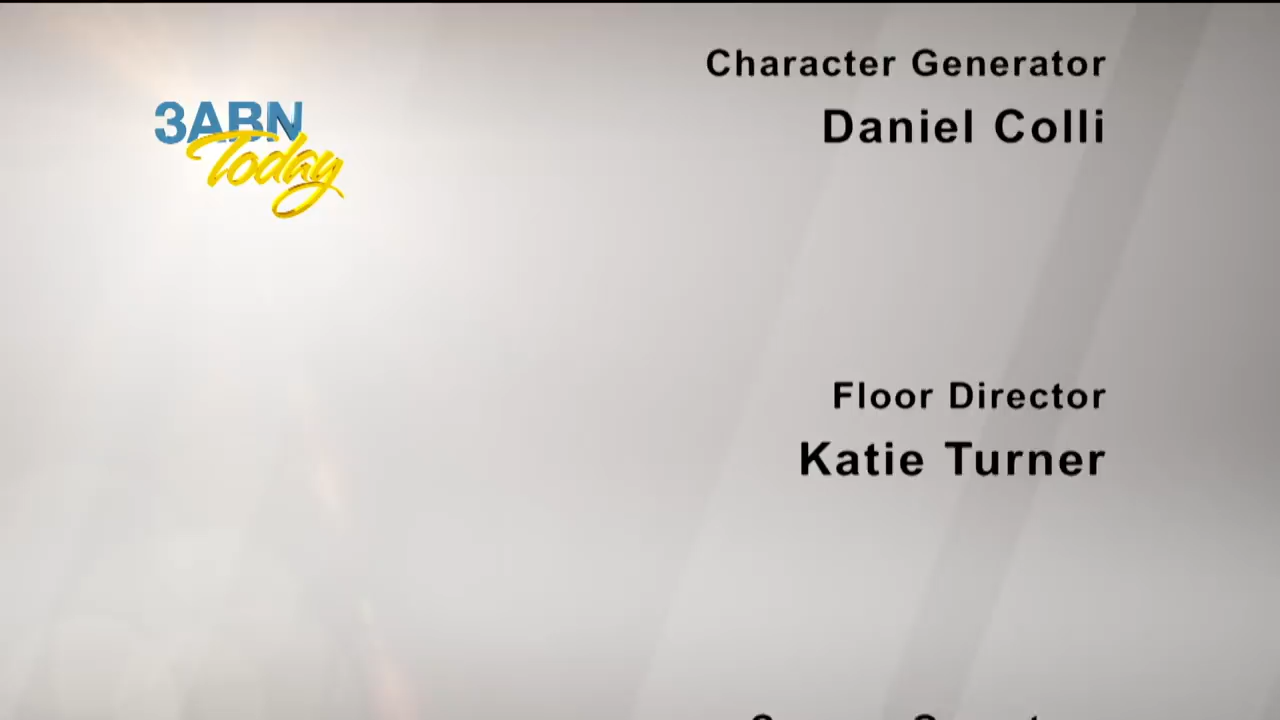 3ABN
Today
Character Generator
Daniel Colli
Floor Director
Katie Turner